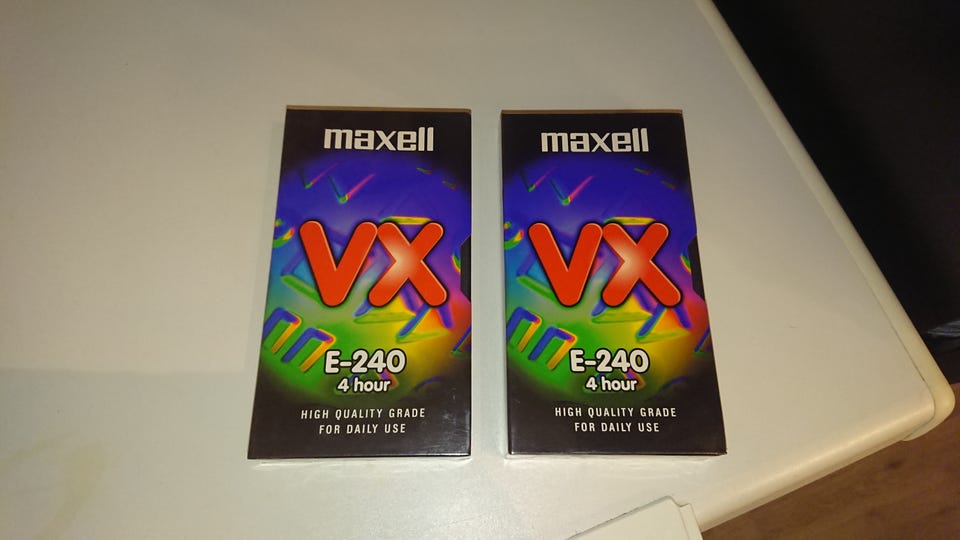 maxell
VX
E-240
4 hour
HIGH QUALITY GRADE
FOR DAILY USE
maxell
VX
E-240
4 hour
HIGH QUALITY GRADE
FOR DAILY USE